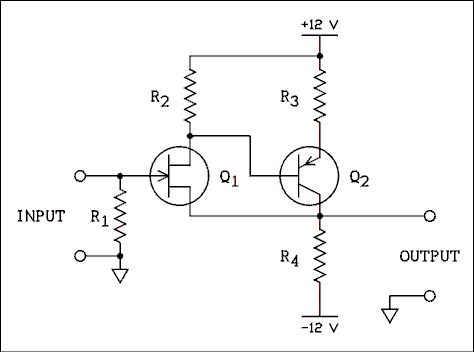 +12 V
R2
R3
Q1
Q2
INPUT
R1
R4
OUTPUT
-12 V